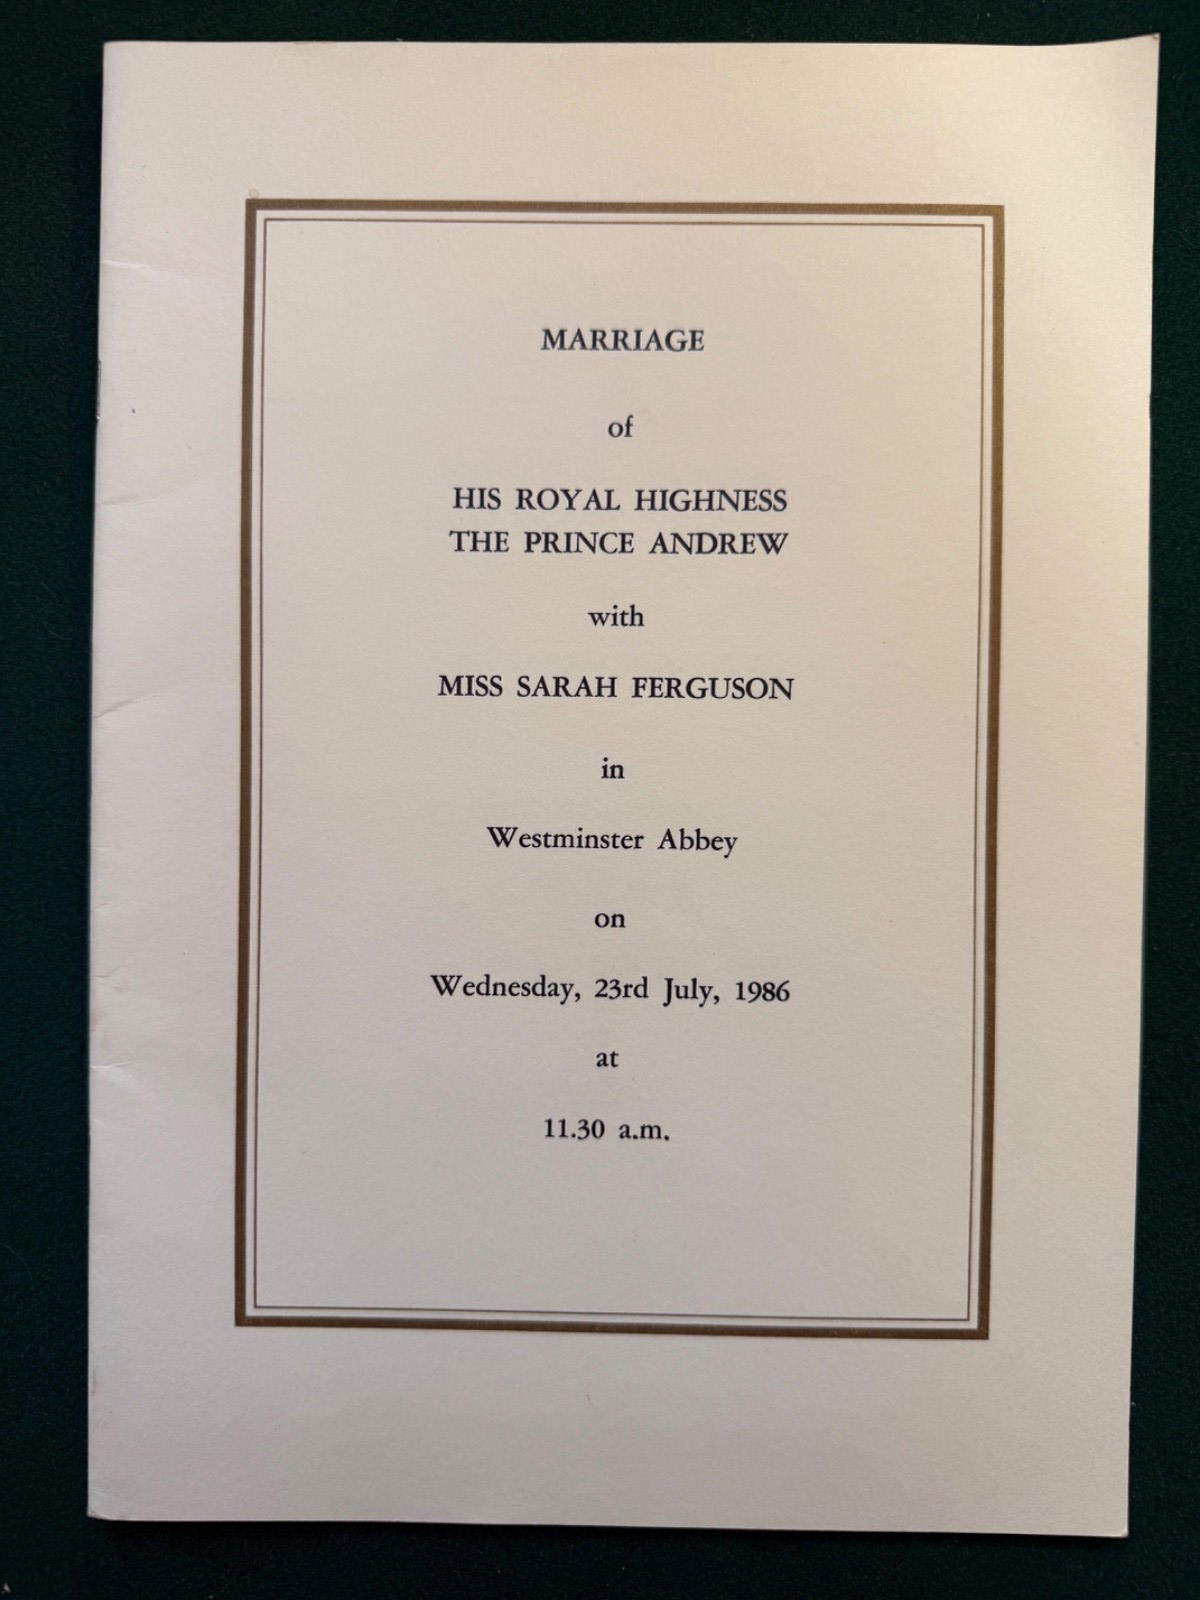 MARRIAGE
of
HIS ROYAL HIGHNESS
THE PRINCE ANDREW
with
MISS SARAH FERGUSON
in
Westminster Abbey
on
Wednesday, 23rd July, 1986
at
11.30 a.m.